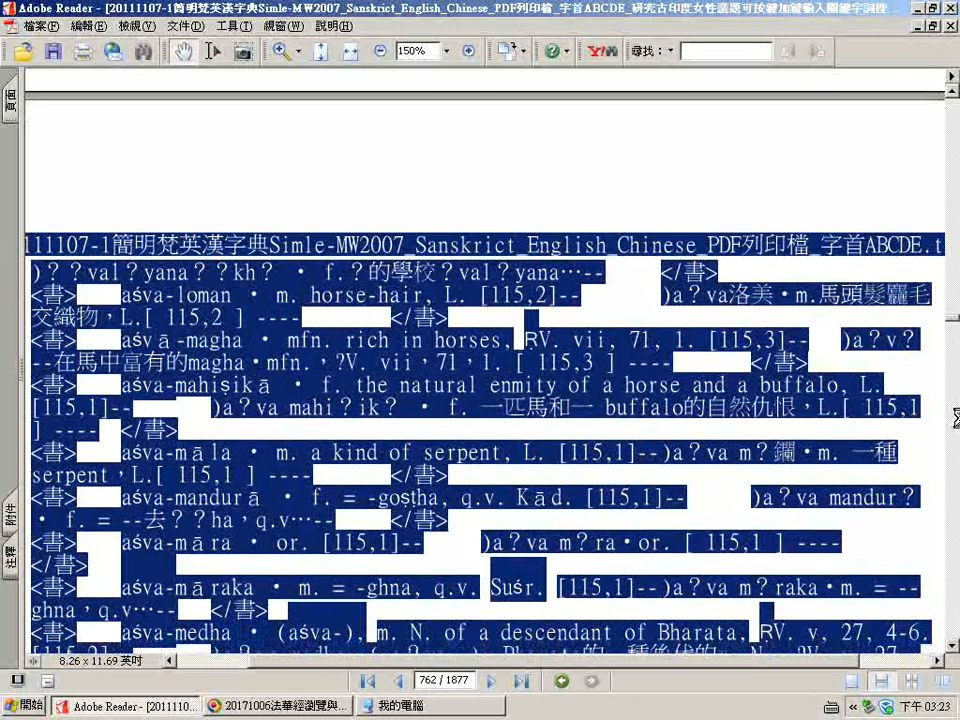 Adobe Reader - [20111107-1簡明梵英漢字典Simle-MW2007_Sanskrict_English_Chinese_PDF列印檔_字首ABCDE_研究古印度女性議題可按鍵加鍵輸入關鍵字詞搜...
檔案(F) 編輯(E) 檢視(V) 文件(D) 工具(T) 視窗(W) 說明(H)
150% 尋找:
頁面
111107-1簡明梵英漢字典Simle-MW2007_Sanskrict_English_Chinese_PDF列印檔_字首ABCDE.t
)？？val？yana？？kh？ • f.？的學校？val？yana…-- </書>
<書> aśva-loman • m. horse-hair, L. [115,2]-- )a？va洛美•m.馬頭髮麤毛
交織物，L.[ 115,2 ] ---- </書>
<書> aśvā-magha • mfn. rich in horses, ṚV. vii, 71, 1. [115,3]-- )a？v？
--在馬中富有的magha•mfn.，?V. vii，71，1. [ 115,3 ] ---- </書>
<書> aśva-mahiṣikā • f. the natural enmity of a horse and a buffalo, L.
[115,1]-- )a？va mahi？ik？ • f. 一匹馬和一 buffalo的自然仇恨，L.[ 115,1
] ---- </書>
<書> aśva-māla • m. a kind of serpent, L. [115,1]--)a？va m？鑭•m. 一種
serpent，L.[ 115,1 ] ---- </書>
<書> aśva-mandurā • f. = -goṣṭha, q.v. Kād. [115,1]-- )a？va mandur？
• f. = --去？？ha，q.v…-- </書>
<書> aśva-māra • or. [115,1]-- )a？va m？ra•or. [ 115,1 ] ----
</書>
<書> aśva-māraka • m. = -ghna, q.v. Suśr. [115,1]--)a？va m？raka•m. = --
ghna，q.v…-- </書>
<書> aśva-medha • (aśva-), m. N. of a descendant of Bharata, ṚV. v, 27, 4-6.
附件
注釋
8.26 x 11.69 英吋
762 / 1877
開始 Adobe Reader - [2011110... 20171006法華經瀏覽與... 我的電腦 下午 03:23